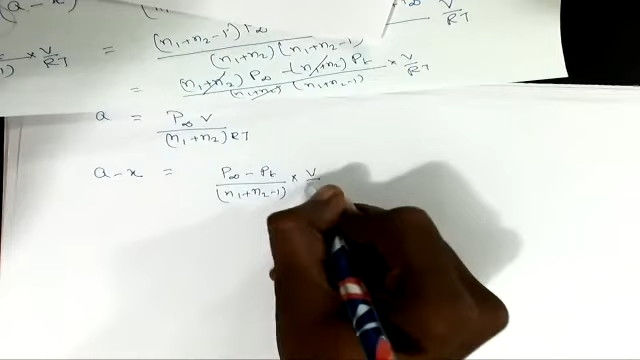 (a - x)
(n₁+n₂-1) P∞
= ───────────────
(n₁+n₂) (n₁+n₂-1)
× V/RT
V/RT
= (n₁+n₂) P∞ - (n₁+n₂) Pt / (n₁+n₂) (n₁+n₂-1) × V/RT
a = P∞ V / (n₁+n₂) RT
a - x = P∞ - Pt / (n₁+n₂-1) × V